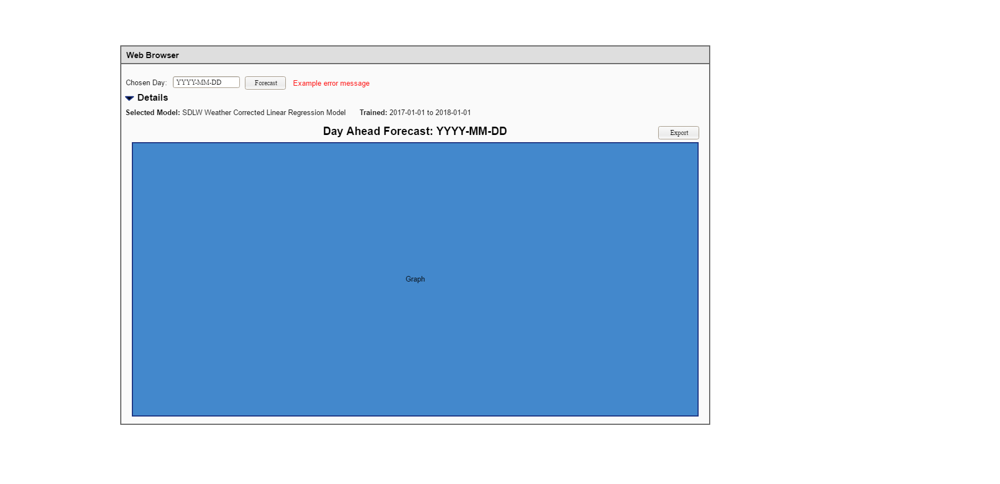 Web Browser
Chosen Day: YYYY-MM-DD Forecast Example error message
Details
Selected Model: SDLW Weather Corrected Linear Regression Model Trained: 2017-01-01 to 2018-01-01
Day Ahead Forecast: YYYY-MM-DD Export
Graph